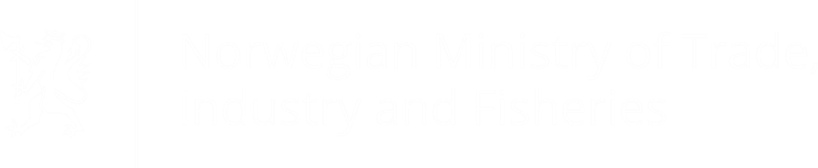 Norwegian Ministry of Trade
Industry and Fisheries